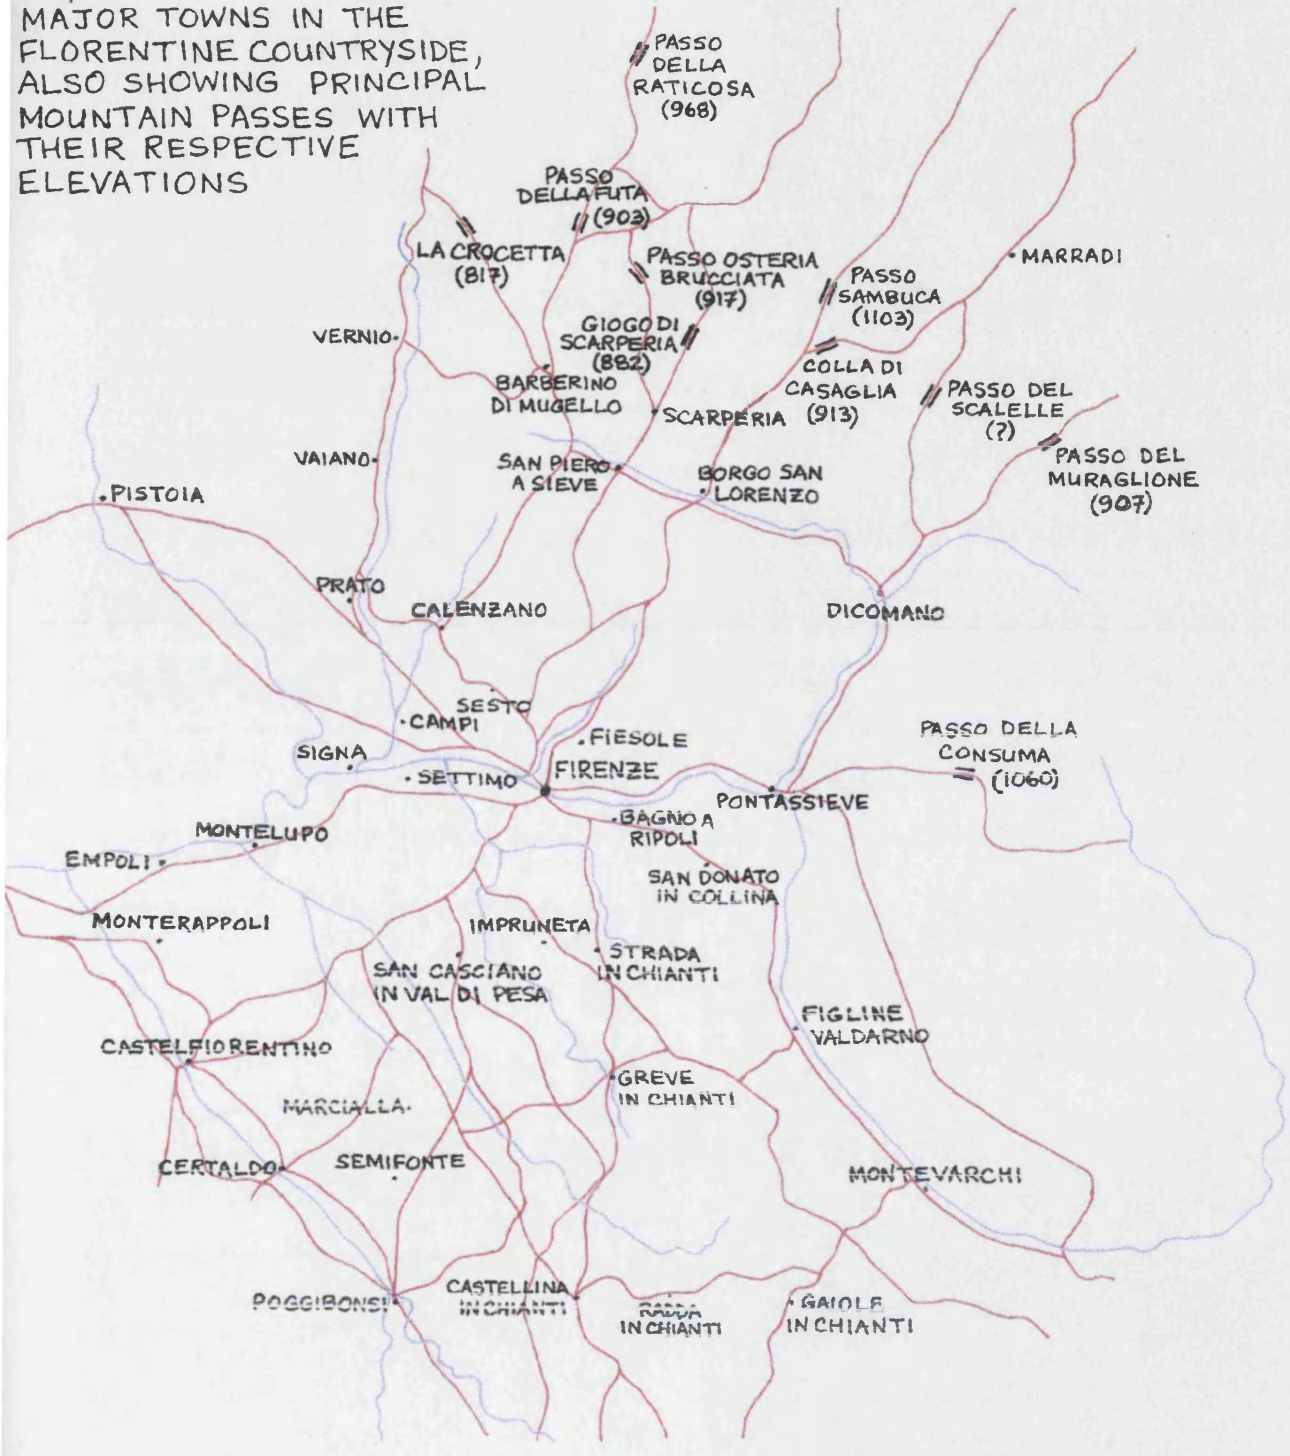 MAJOR TOWNS IN THE
FLORENTINE COUNTRYSIDE,
ALSO SHOWING PRINCIPAL
MOUNTAIN PASSES WITH
THEIR RESPECTIVE
ELEVATIONS
PASSO
DELLA
RATICOSA
(968)
PASSO
DELLA FUTA
(903)
LA CROCETTA
(817)
PASSO OSTERIA
BRUCCIATA
(917)
PASSO
SAMBUCA
(1103)
MARRADI
VERNIO
GIOGO DI
SCARPERIA
(882)
COLLA DI
CASAGLIA
(913)
BARBERINO
DI MUGELLO
SCARPERIA
PASSO DEL
SCALELLE
(?)
PASSO DEL
MURAGLIONE
(907)
VAIANO
SAN PIERO
A SIEVE
BORGO SAN
LORENZO
PISTOIA
PRATO
CALENZANO
DICOMANO
SESTO
CAMPI
FIESOLE
PASSO DELLA
CONSUMA
(1060)
SIGNA
SETTIMO
FIRENZE
PONTASSIEVE
MONTELUPO
BAGNO A
RIPOLI
EMPOLI
SAN DONATO
IN COLLINA
MONTERAPPOLI
IMPRUNETA
STRADA
IN CHIANTI
SAN CASCIANO
IN VAL DI PESA
FIGLINE
VALDARNO
CASTELFIORENTINO
GREVE
IN CHIANTI
MARCIALLA
CERTALDO
SEMIFONTE
MONTEVARCHI
POGGIBONSI
CASTELLINA
IN CHIANTI
RADDA
IN CHIANTI
GAIOLE
IN CHIANTI